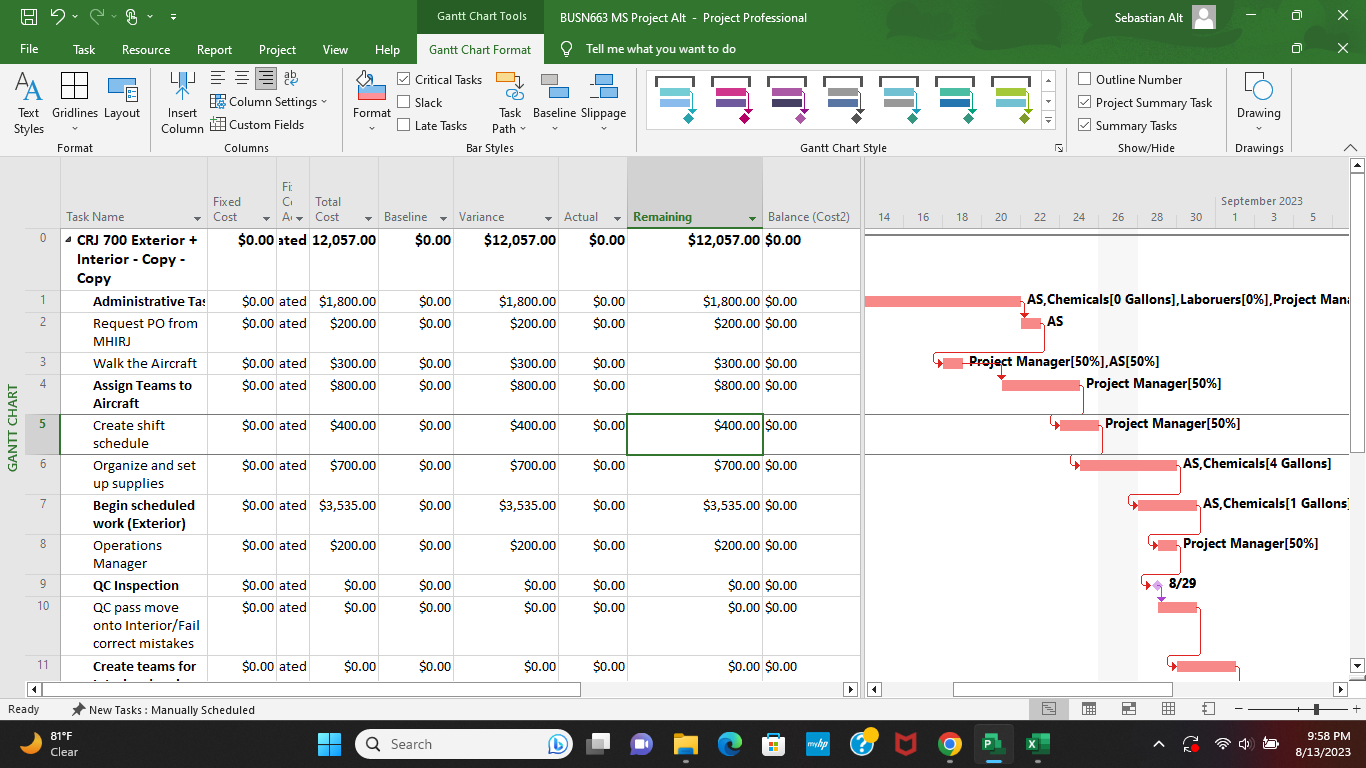 Gantt Chart Tools
BUSN663 MS Project Alt - Project Professional
Sebastian Alt
File Task Resource Report Project View Help Gantt Chart Format Tell me what you want to do
Text Styles
Gridlines
Layout
Format
Insert Column
Column Settings
Custom Fields
Columns
Format
Critical Tasks
Slack
Late Tasks
Task Path
Baseline
Slippage
Bar Styles
Gantt Chart Style
Outline Number
Project Summary Task
Summary Tasks
Show/Hide
Drawing
Drawings
GANTT CHART
Task Name Fixed Cost Total Cost Baseline Variance Actual Remaining Balance (Cost2)
September 2023
14 16 18 20 22 24 26 28 30 1 3 5
0 CRJ 700 Exterior + $0.00 ated 12,057.00 $0.00 $12,057.00 $0.00 $12,057.00 $0.00
Interior - Copy -
Copy
1 Administrative Tas $0.00 ated $1,800.00 $0.00 $1,800.00 $0.00 $1,800.00 $0.00 AS,Chemicals[0 Gallons],Laboruers[0%],Project Mana
2 Request PO from $0.00 ated $200.00 $0.00 $200.00 $0.00 $200.00 $0.00 AS
MHIRJ
3 Walk the Aircraft $0.00 ated $300.00 $0.00 $300.00 $0.00 $300.00 $0.00 Project Manager[50%],AS[50%]
4 Assign Teams to $0.00 ated $800.00 $0.00 $800.00 $0.00 $800.00 $0.00 Project Manager[50%]
Aircraft
5 Create shift $0.00 ated $400.00 $0.00 $400.00 $0.00 $400.00 $0.00 Project Manager[50%]
schedule
6 Organize and set $0.00 ated $700.00 $0.00 $700.00 $0.00 $700.00 $0.00 AS,Chemicals[4 Gallons]
up supplies
7 Begin scheduled $0.00 ated $3,535.00 $0.00 $3,535.00 $0.00 $3,535.00 $0.00 AS,Chemicals[1 Gallons]
work (Exterior)
8 Operations $0.00 ated $200.00 $0.00 $200.00 $0.00 $200.00 $0.00 Project Manager[50%]
Manager
9 QC Inspection $0.00 ated $0.00 $0.00 $0.00 $0.00 $0.00 $0.00 8/29
10 QC pass move $0.00 ated $0.00 $0.00 $0.00 $0.00 $0.00 $0.00
onto Interior/Fail
correct mistakes
11 Create teams for $0.00 ated $0.00 $0.00 $0.00 $0.00 $0.00 $0.00
Ready New Tasks : Manually Scheduled
81°F
Clear
Search
myhp
9:58 PM
8/13/2023